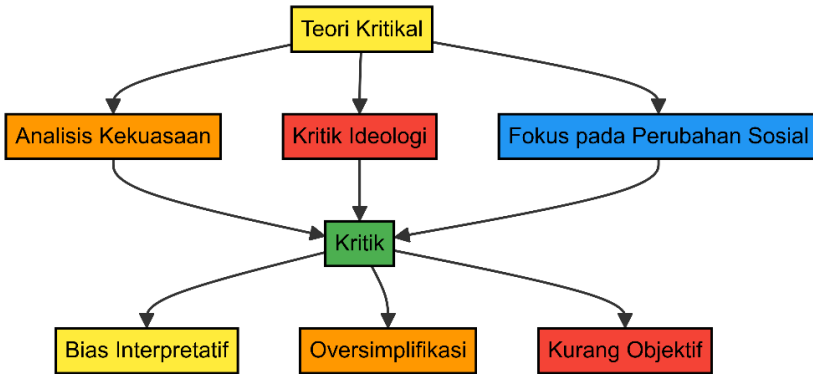 Teori Kritikal
Analisis Kekuasaan
Kritik Ideologi
Fokus pada Perubahan Sosial
Kritik
Bias Interpretatif
Oversimplifikasi
Kurang Objektif